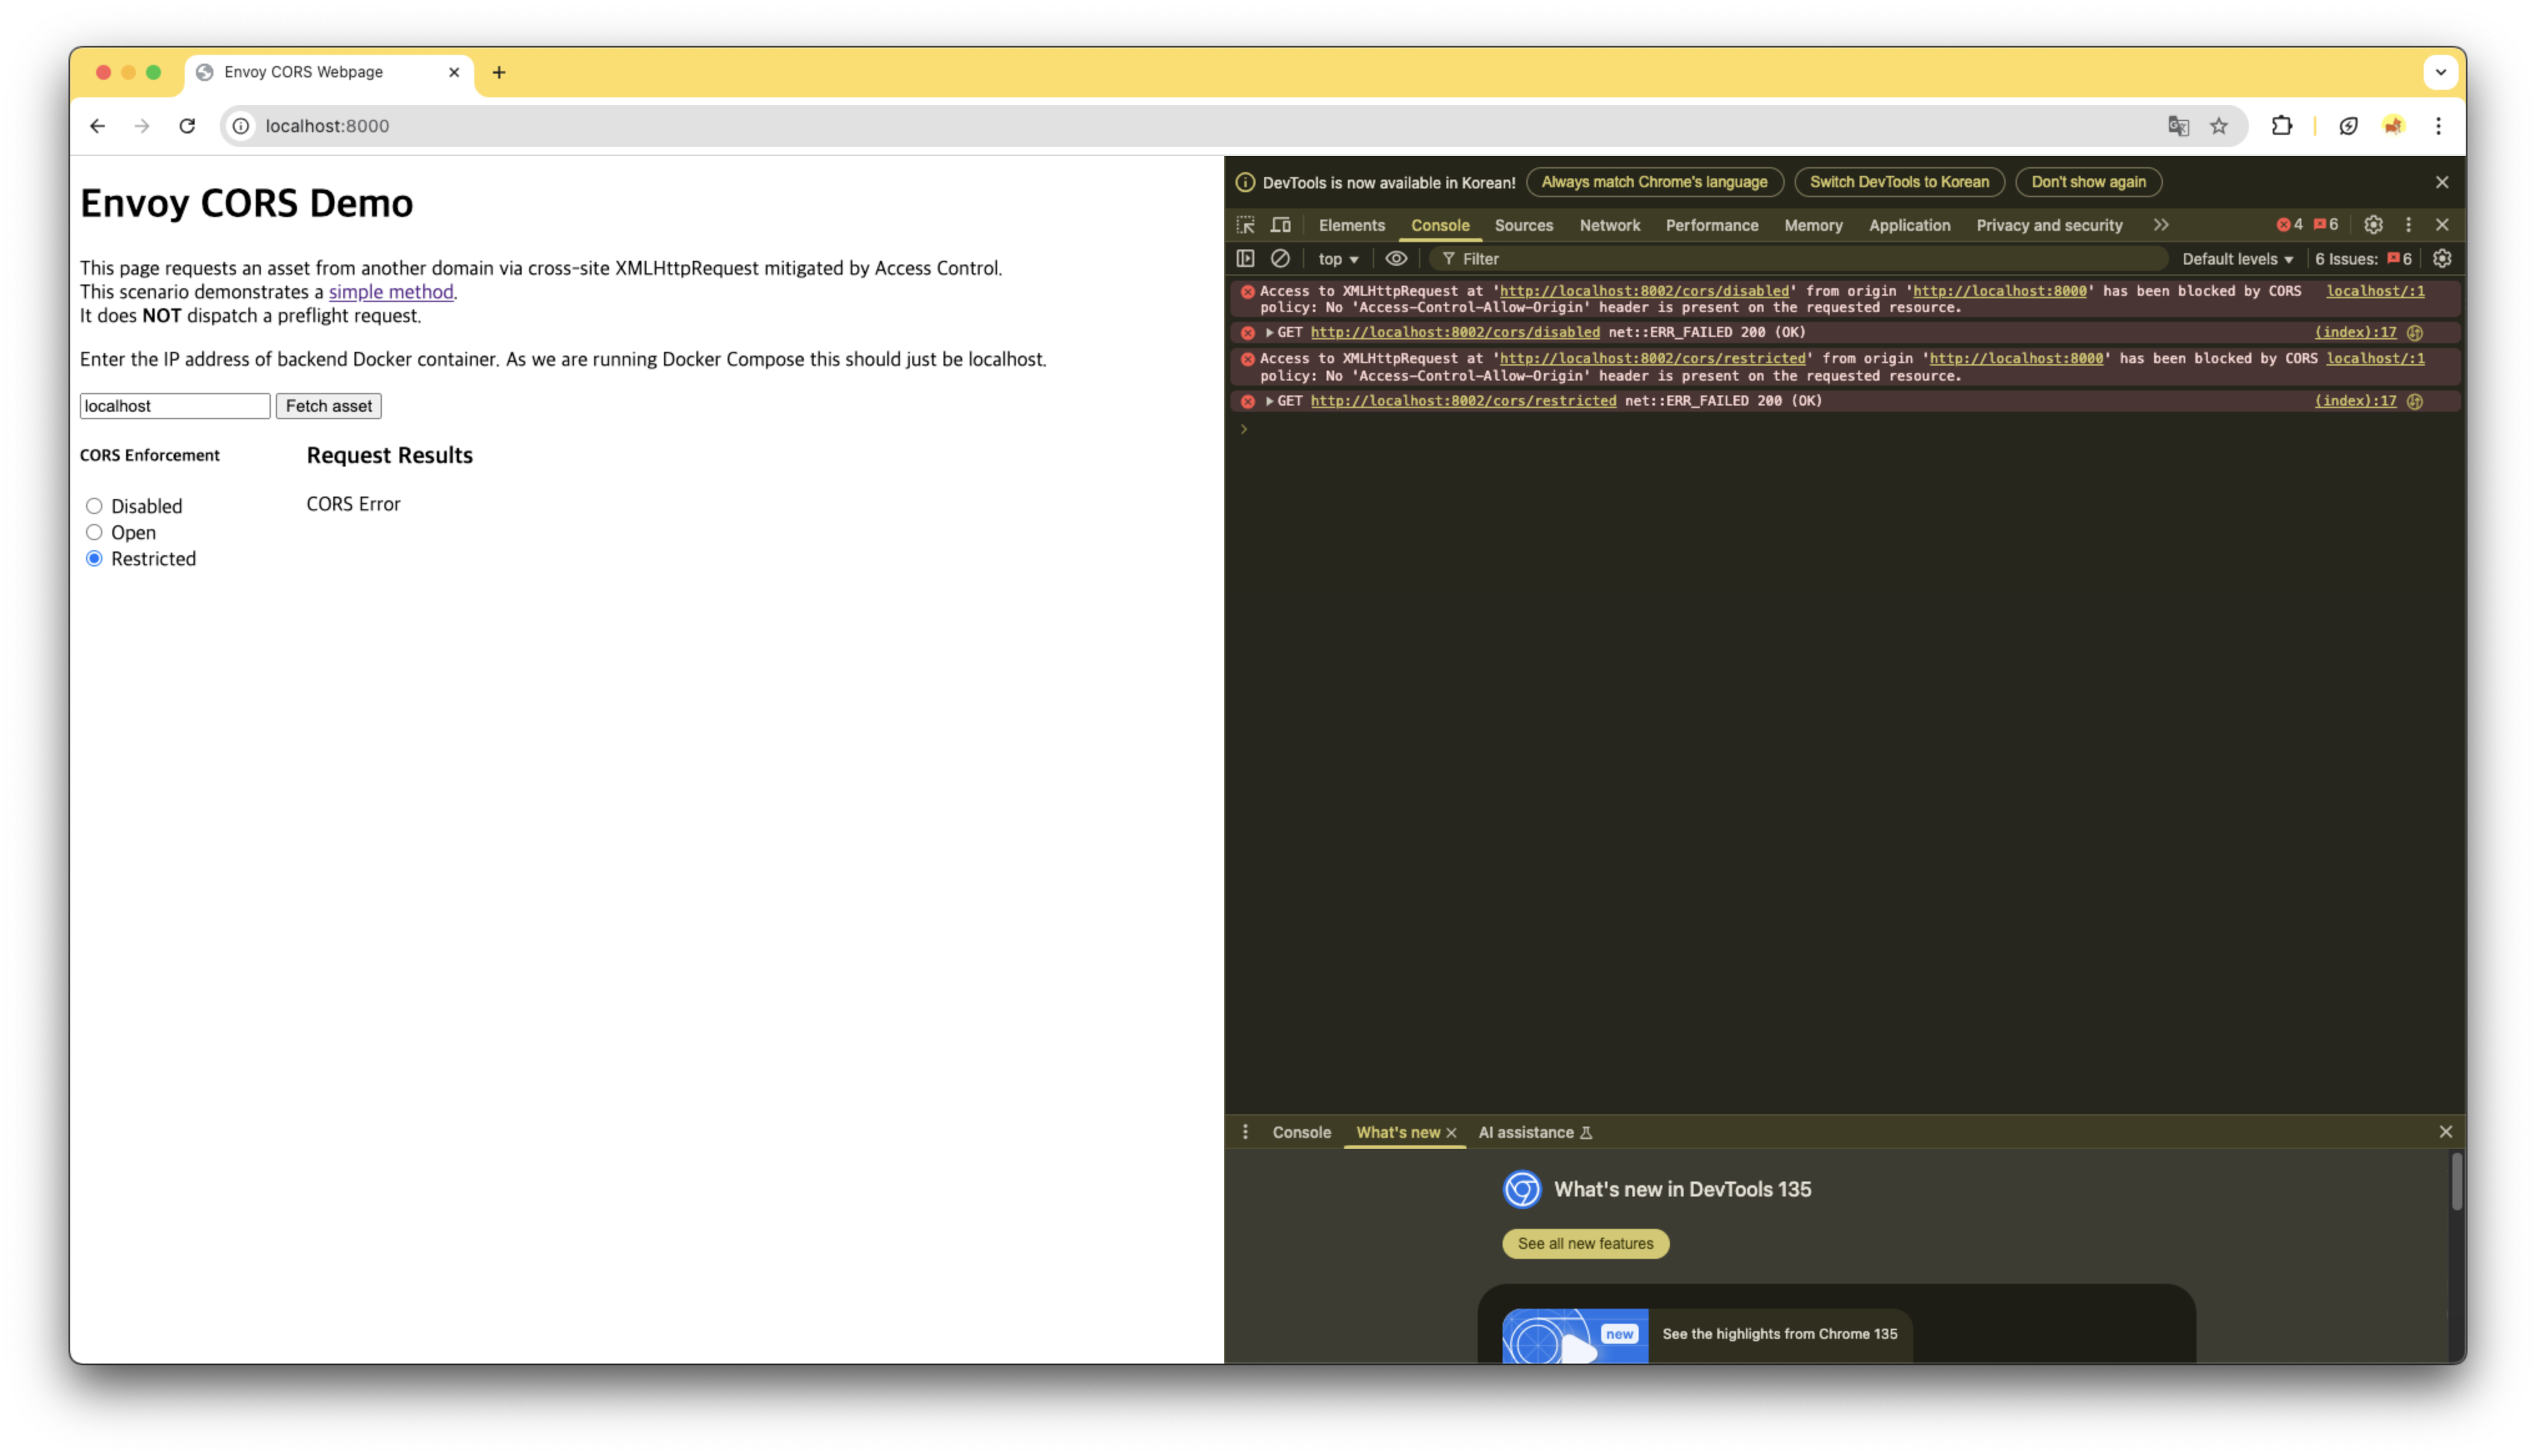 Envoy CORS Webpage
localhost:8000
Envoy CORS Demo
This page requests an asset from another domain via cross-site XMLHttpRequest mitigated by Access Control.
This scenario demonstrates a simple method.
It does NOT dispatch a preflight request.
Enter the IP address of backend Docker container. As we are running Docker Compose this should just be localhost.
localhost Fetch asset
CORS Enforcement
Disabled
Open
Restricted
Request Results
CORS Error
DevTools is now available in Korean! Always match Chrome's language Switch DevTools to Korean Don't show again
Elements Console Sources Network Performance Memory Application Privacy and security 4 6
top Filter Default levels 6 Issues: 6
Access to XMLHttpRequest at 'http://localhost:8002/cors/disabled' from origin 'http://localhost:8000' has been blocked by CORS localhost/:1
policy: No 'Access-Control-Allow-Origin' header is present on the requested resource.
GET http://localhost:8002/cors/disabled net::ERR_FAILED 200 (OK) (index):17
Access to XMLHttpRequest at 'http://localhost:8002/cors/restricted' from origin 'http://localhost:8000' has been blocked by CORS localhost/:1
policy: No 'Access-Control-Allow-Origin' header is present on the requested resource.
GET http://localhost:8002/cors/restricted net::ERR_FAILED 200 (OK) (index):17
Console What's new AI assistance
What's new in DevTools 135
See all new features
new See the highlights from Chrome 135